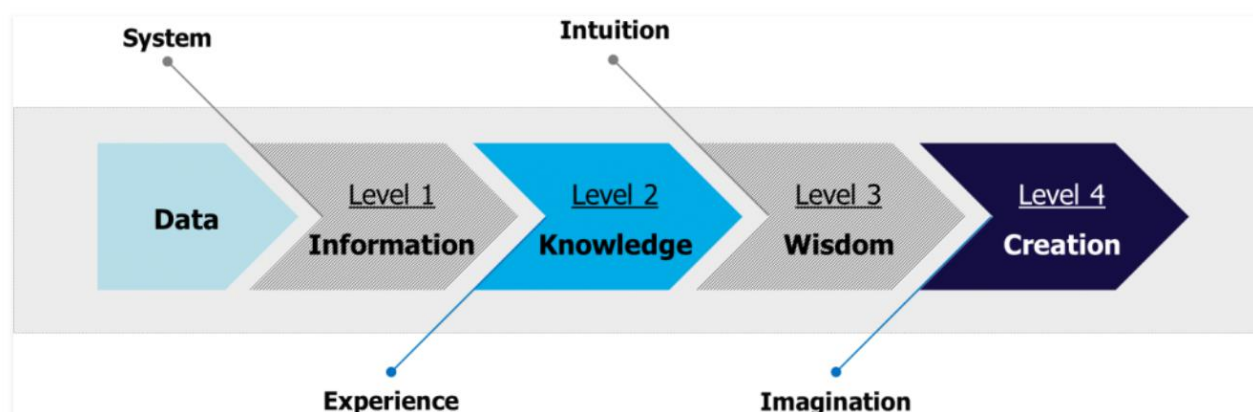 System
Intuition
Data
Level 1
Information
Level 2
Knowledge
Level 3
Wisdom
Level 4
Creation
Experience
Imagination